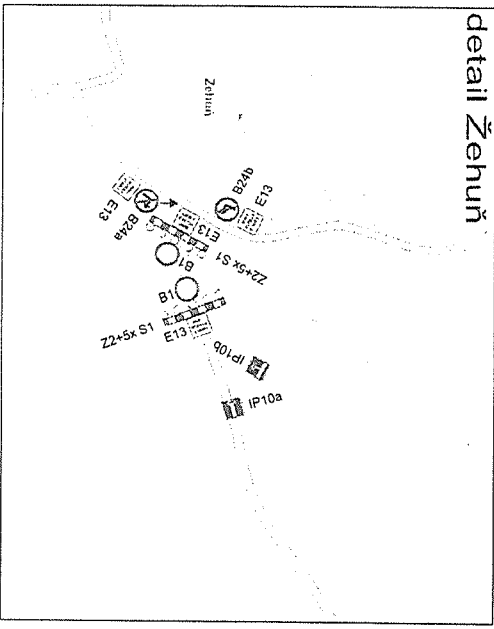 detail Žehuň
Žehuň
B24b
E13
E13
B24a
E13
B1
Z2+5x S1
B1
Z2+5x S1
E13
IP10b
IP10a